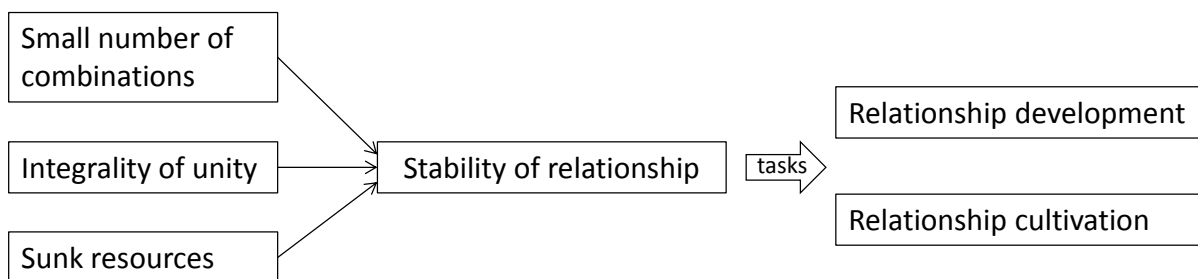 Small number of
combinations
Integrality of unity
Sunk resources
Stability of relationship
tasks
Relationship development
Relationship cultivation